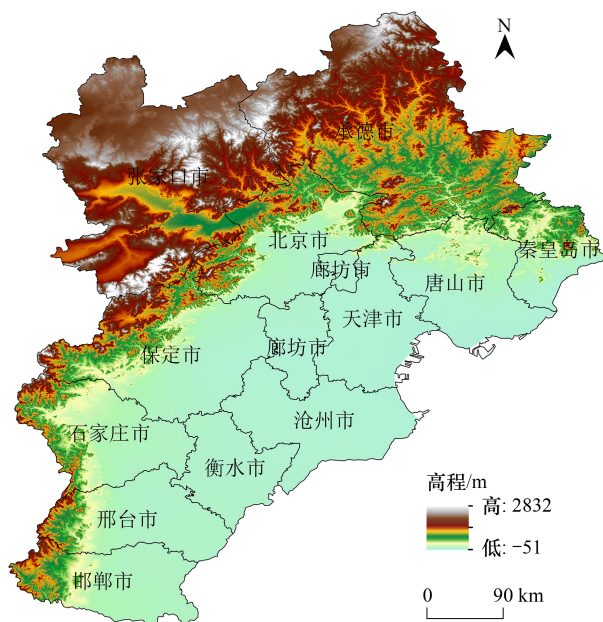 N
承德市
张家口市
北京市
秦皇岛市
廊坊市
唐山市
天津市
廊坊市
保定市
沧州市
石家庄市
衡水市
高程/m
高: 2832
邢台市
低: −51
邯郸市
0 90 km